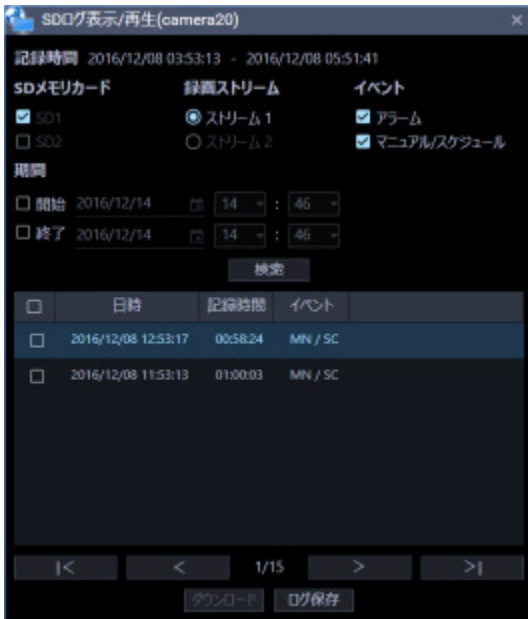 SDログ表示/再生(camera20) ×
記録時間 2016/12/08 03:53:13 - 2016/12/08 05:51:41
SDメモリカード 録画ストリーム イベント
SD1 ストリーム 1 アラーム
SD2 ストリーム 2 マニュアル/スケジュール
期間
開始 2016/12/14 14 : 46
終了 2016/12/14 14 : 46
検索
日時 記録時間 イベント
2016/12/08 12:53:17 00:58:24 MN / SC
2016/12/08 11:53:13 01:00:03 MN / SC
|< < 1/15 > >|
ダウンロード ログ保存